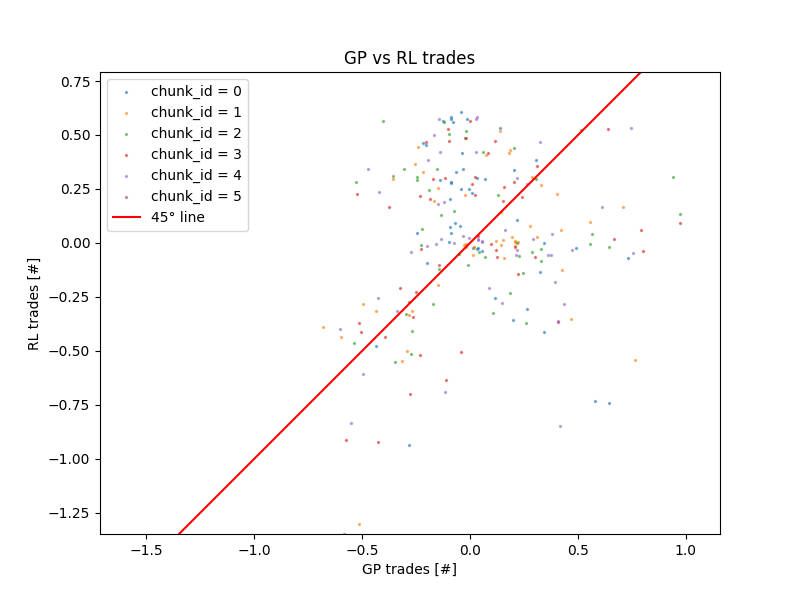 GP vs RL trades
chunk_id = 0
chunk_id = 1
chunk_id = 2
chunk_id = 3
chunk_id = 4
chunk_id = 5
45° line
RL trades [#]
0.75
0.50
0.25
0.00
−0.25
−0.50
−0.75
−1.00
−1.25
−1.5
−1.0
−0.5
0.0
0.5
1.0
GP trades [#]